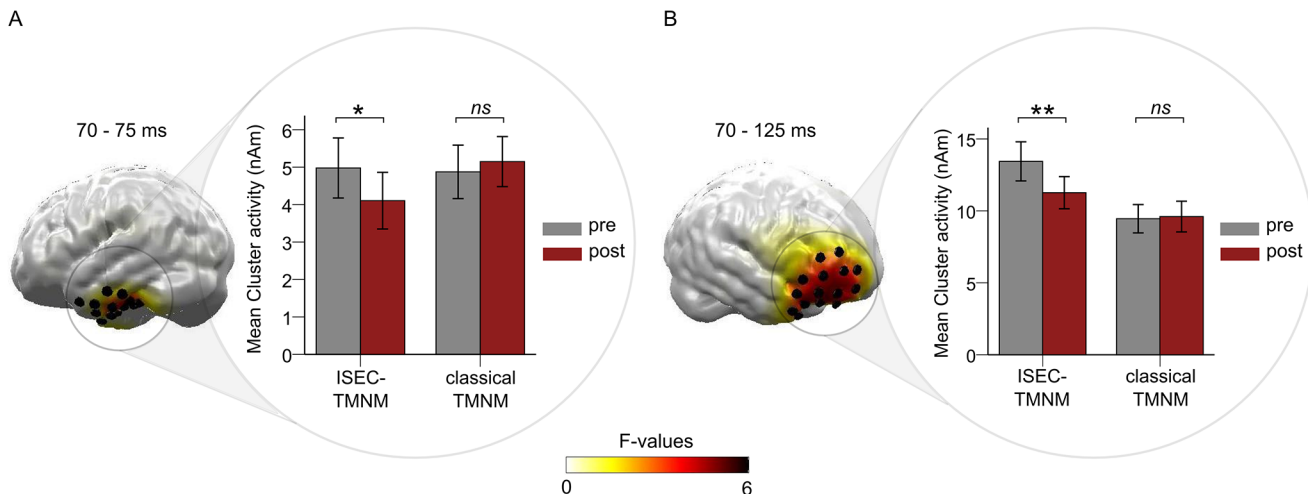 A
70 - 75 ms
Mean Cluster activity (nAm)
6
5
4
3
2
1
0
*
ns
ISEC-
TMNM
classical
TMNM
pre
post
B
70 - 125 ms
Mean Cluster activity (nAm)
15
10
5
0
**
ns
ISEC-
TMNM
classical
TMNM
pre
post
F-values
0
6